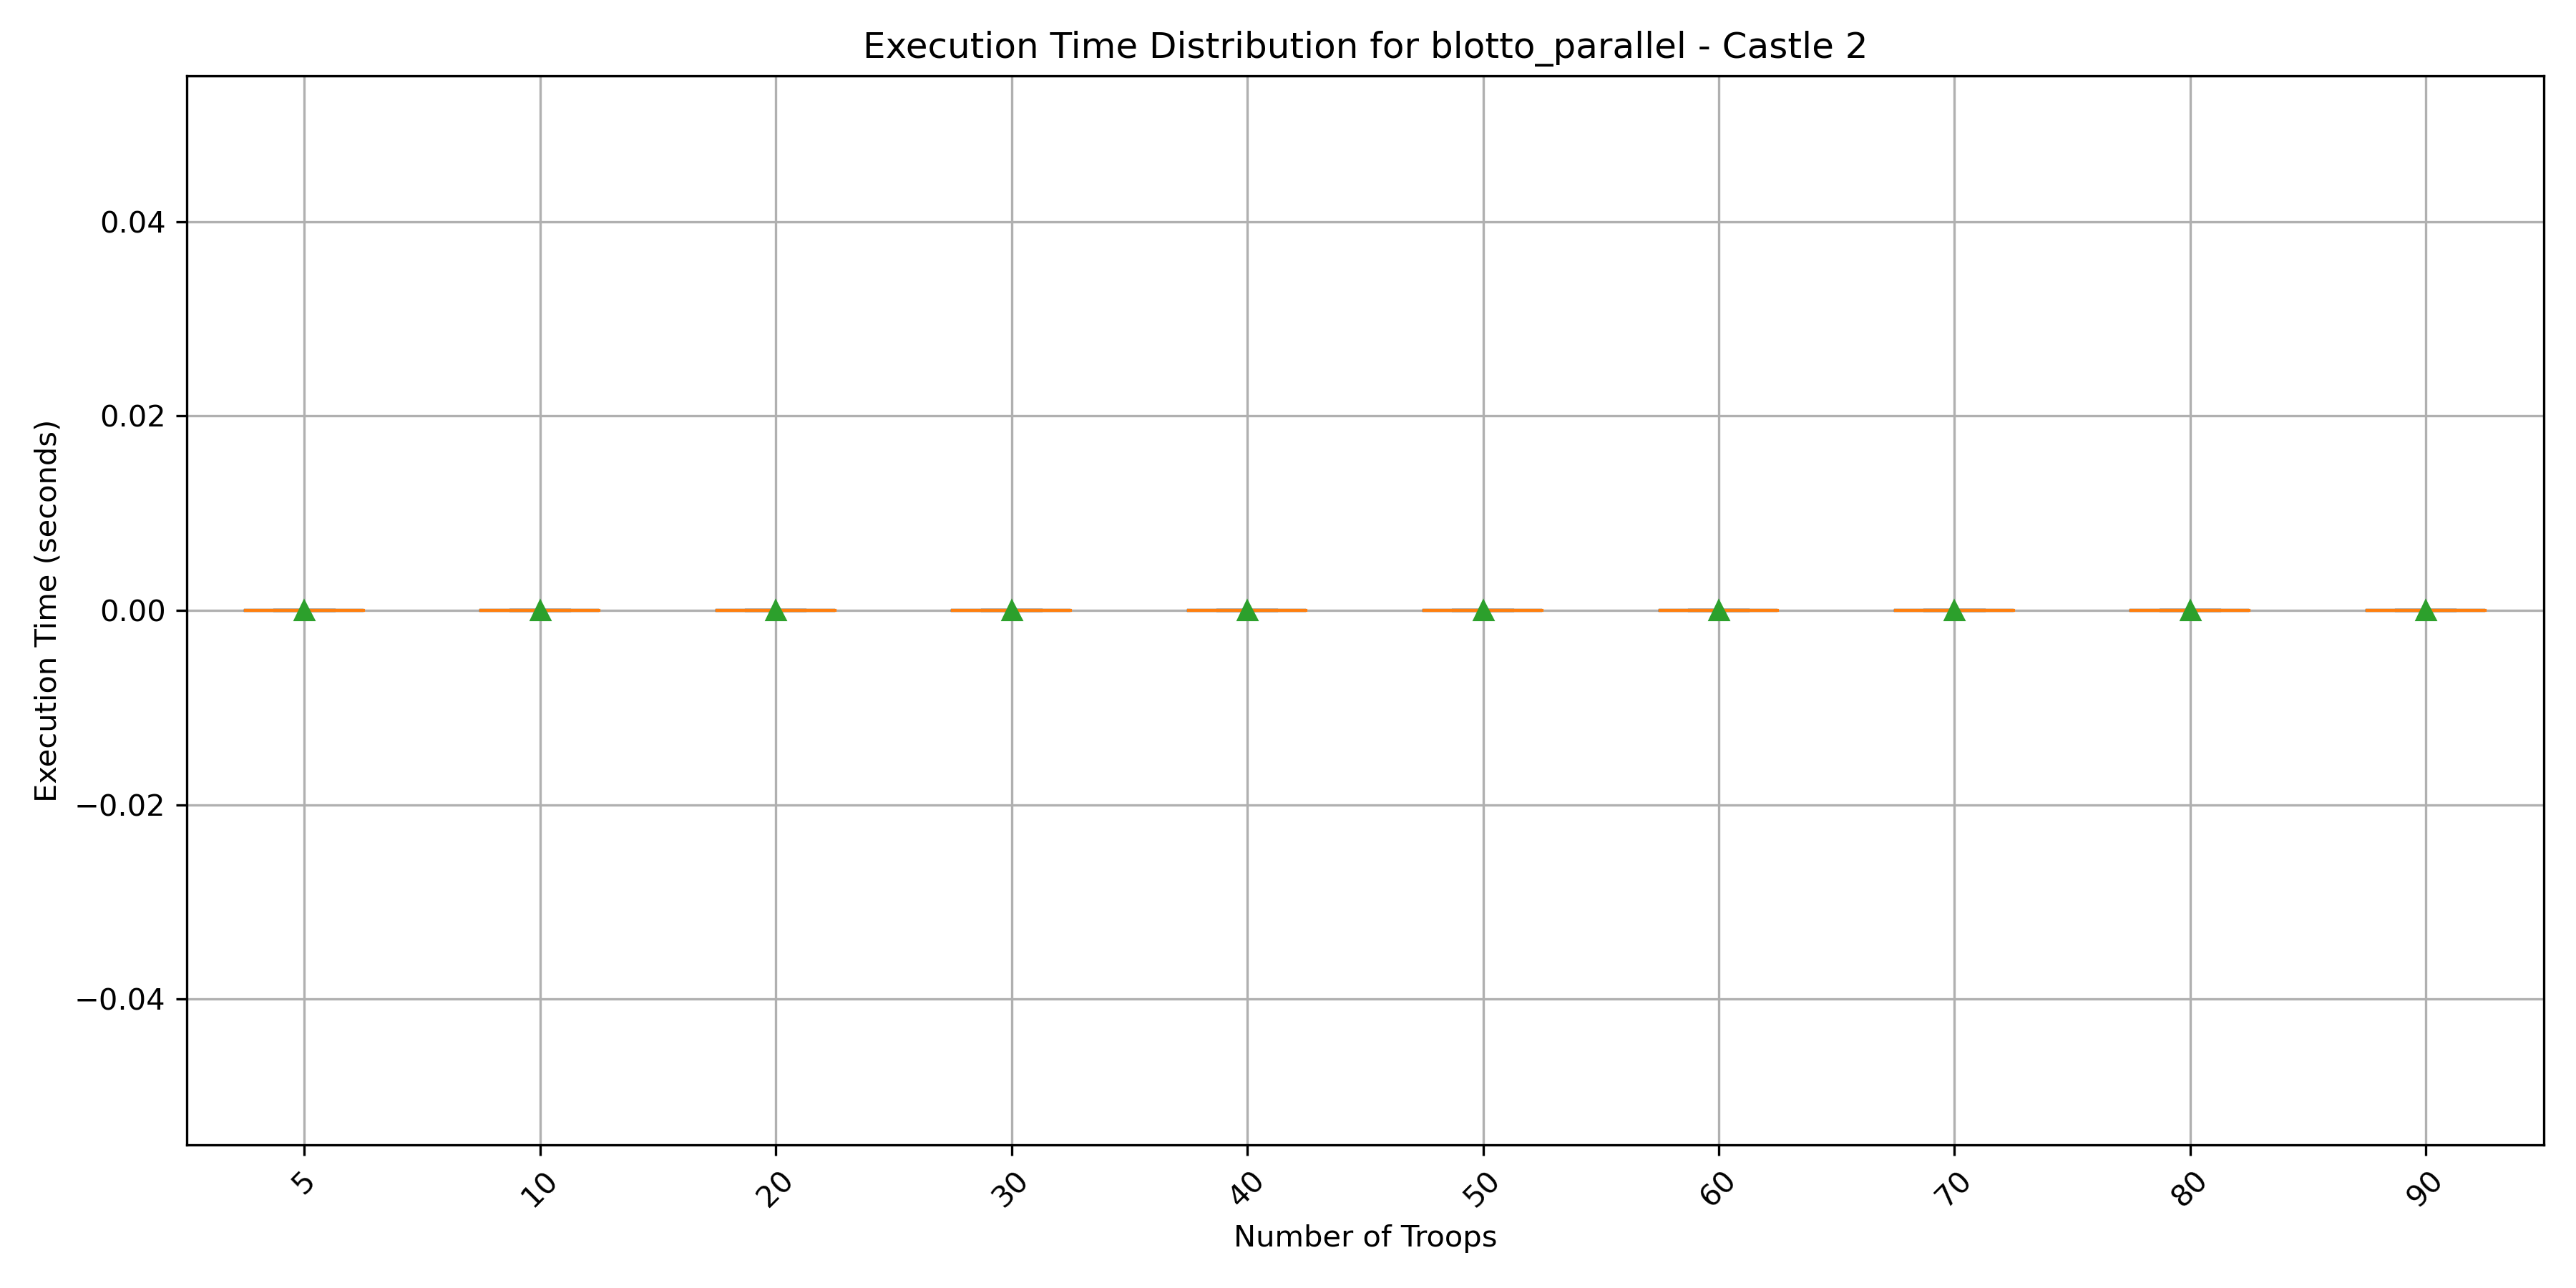 Execution Time Distribution for blotto_parallel - Castle 2
Execution Time (seconds)
0.04
0.02
0.00
−0.02
−0.04
5 10 20 30 40 50 60 70 80 90
Number of Troops